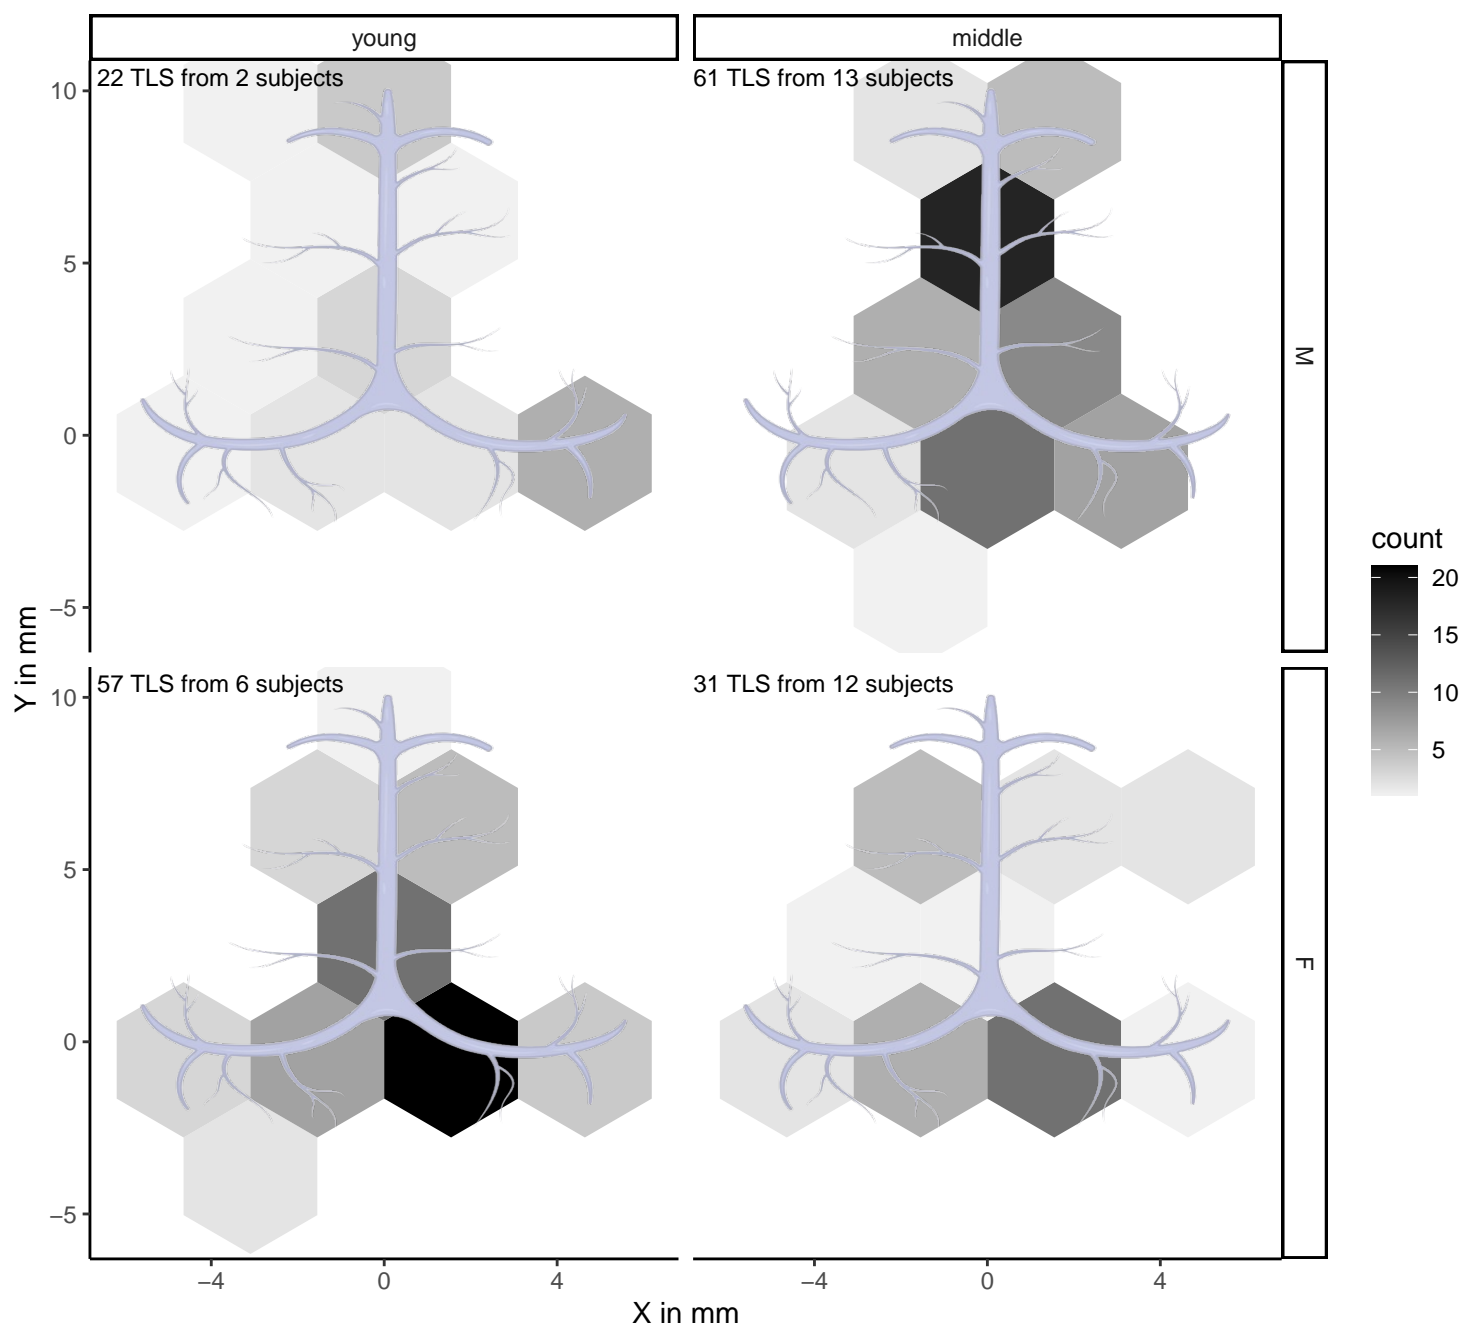 young
middle
22 TLS from 2 subjects
61 TLS from 13 subjects
10
5
0
−5
M
57 TLS from 6 subjects
31 TLS from 12 subjects
10
5
0
−5
F
Y in mm
−4
0
4
−4
0
4
X in mm
count
20
15
10
5